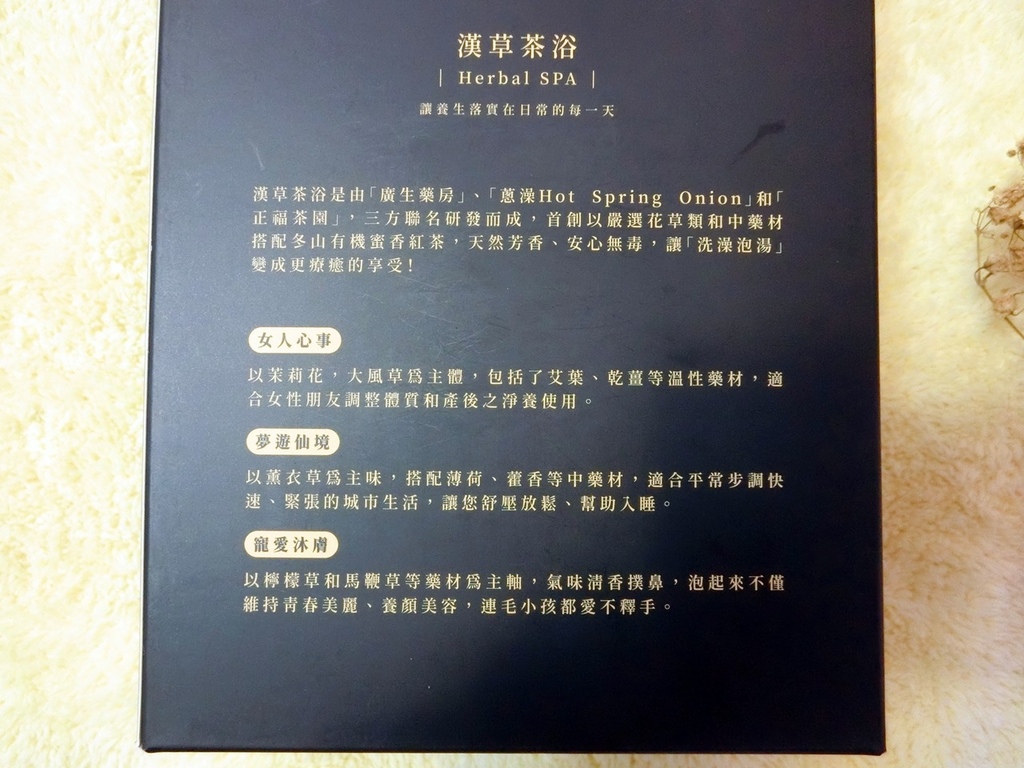 漢草茶浴
| Herbal SPA |
讓養生落實在日常的每一天
漢草茶浴是由「廣生藥房」、「蔥澡Hot Spring Onion」和「
正福茶園」，三方聯名研發而成，首創以嚴選花草類和中藥材
搭配冬山有機蜜香紅茶，天然芳香、安心無毒，讓「洗澡泡湯」
變成更療癒的享受！
女人心事
以茉莉花，大風草爲主體，包括了艾葉、乾薑等溫性藥材，適
合女性朋友調整體質和產後之淨養使用。
夢遊仙境
以薰衣草爲主味，搭配薄荷、藿香等中藥材，適合平常步調快
速、緊張的城市生活，讓您舒壓放鬆、幫助入睡。
寵愛沐膚
以檸檬草和馬鞭草等藥材爲主軸，氣味清香撲鼻，泡起來不僅
維持青春美麗、養顏美容，連毛小孩都愛不釋手。